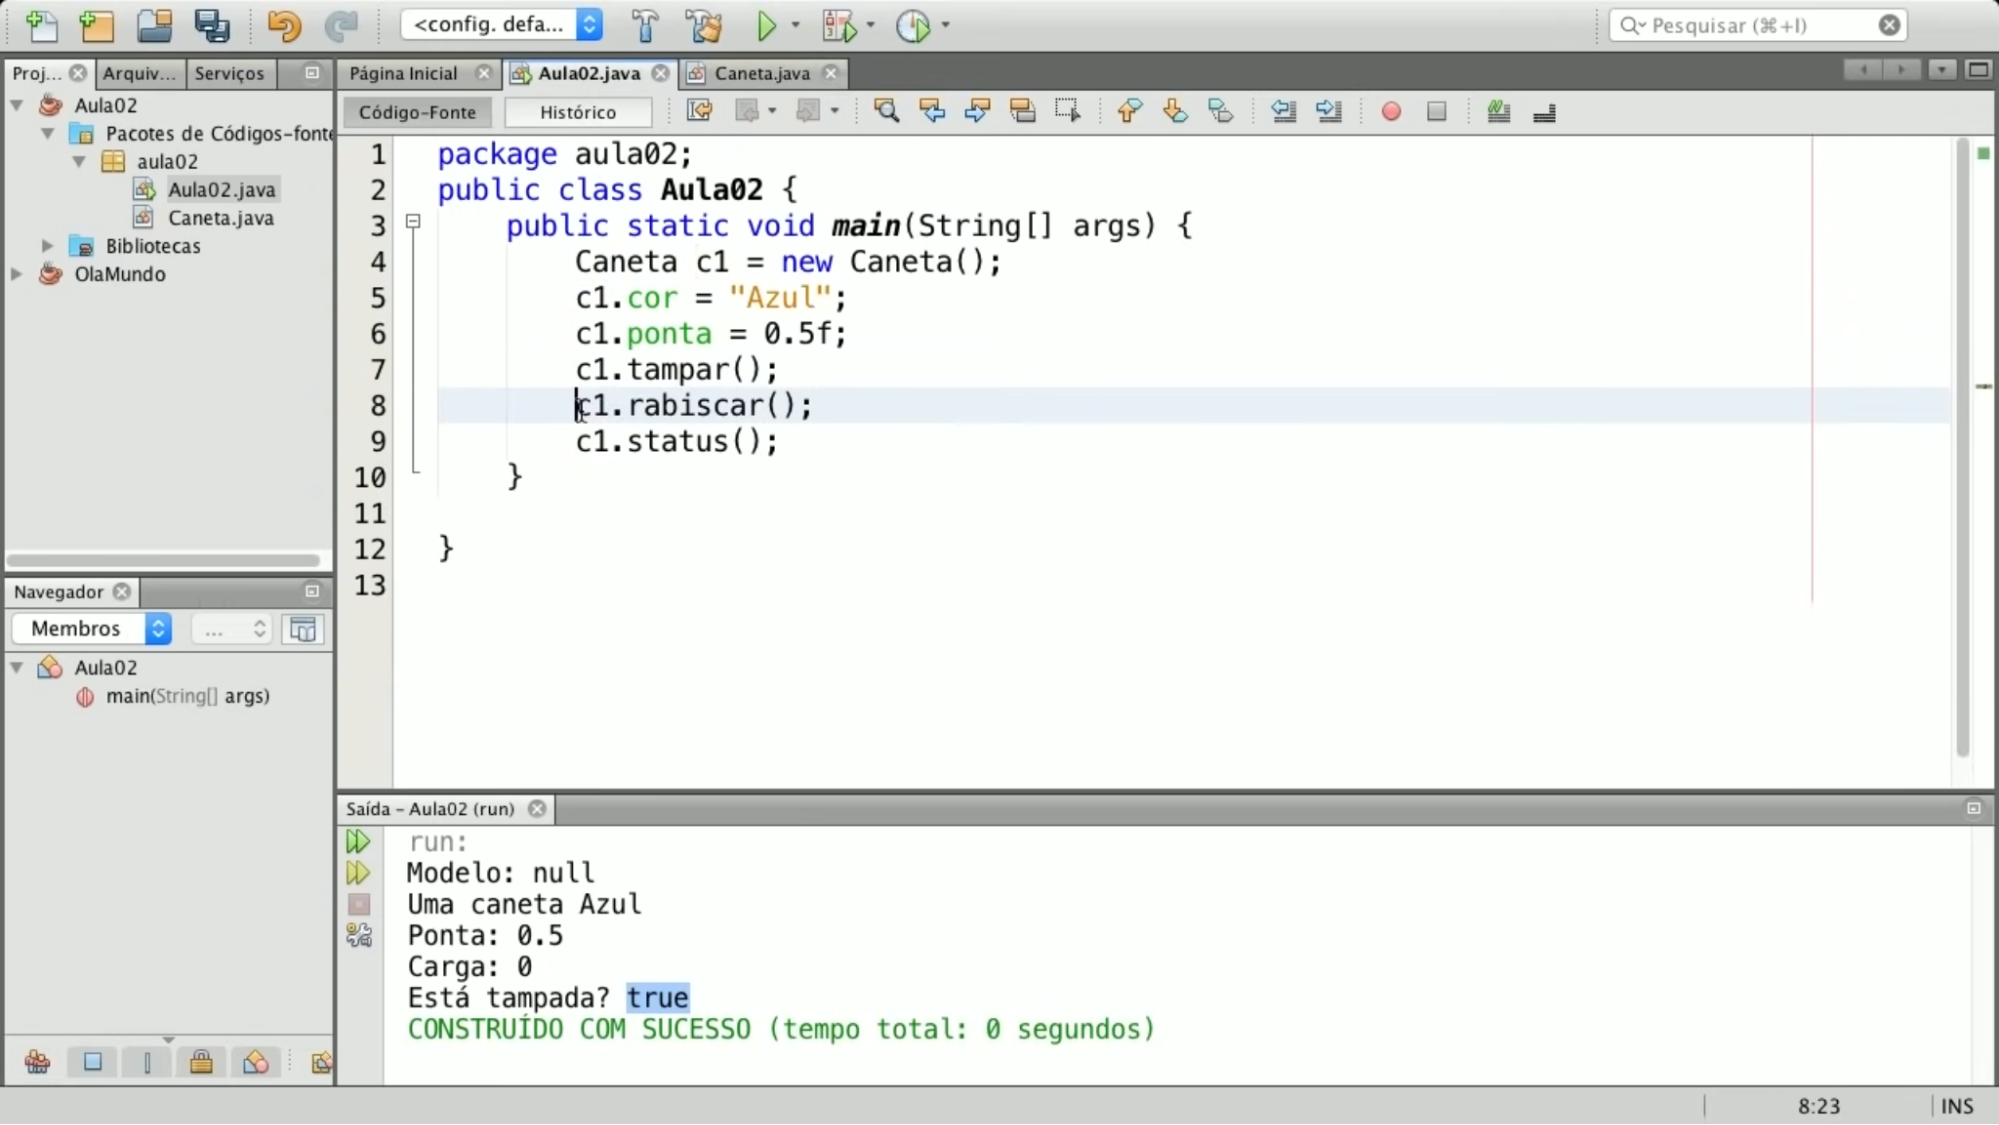 <config. defa...
Pesquisar (⌘+I)
Proj...
Arquiv...
Serviços
Página Inicial
Aula02.java
Caneta.java
Código-Fonte
Histórico
Aula02
Pacotes de Códigos-fonte
aula02
Aula02.java
Caneta.java
Bibliotecas
OlaMundo
1 package aula02;
2 public class Aula02 {
3 public static void main(String[] args) {
4 Caneta c1 = new Caneta();
5 c1.cor = "Azul";
6 c1.ponta = 0.5f;
7 c1.tampar();
8 c1.rabiscar();
9 c1.status();
10 }
11
12 }
13
Navegador
Membros
...
Aula02
main(String[] args)
Saída - Aula02 (run)
run:
Modelo: null
Uma caneta Azul
Ponta: 0.5
Carga: 0
Está tampada? true
CONSTRUÍDO COM SUCESSO (tempo total: 0 segundos)
8:23
INS